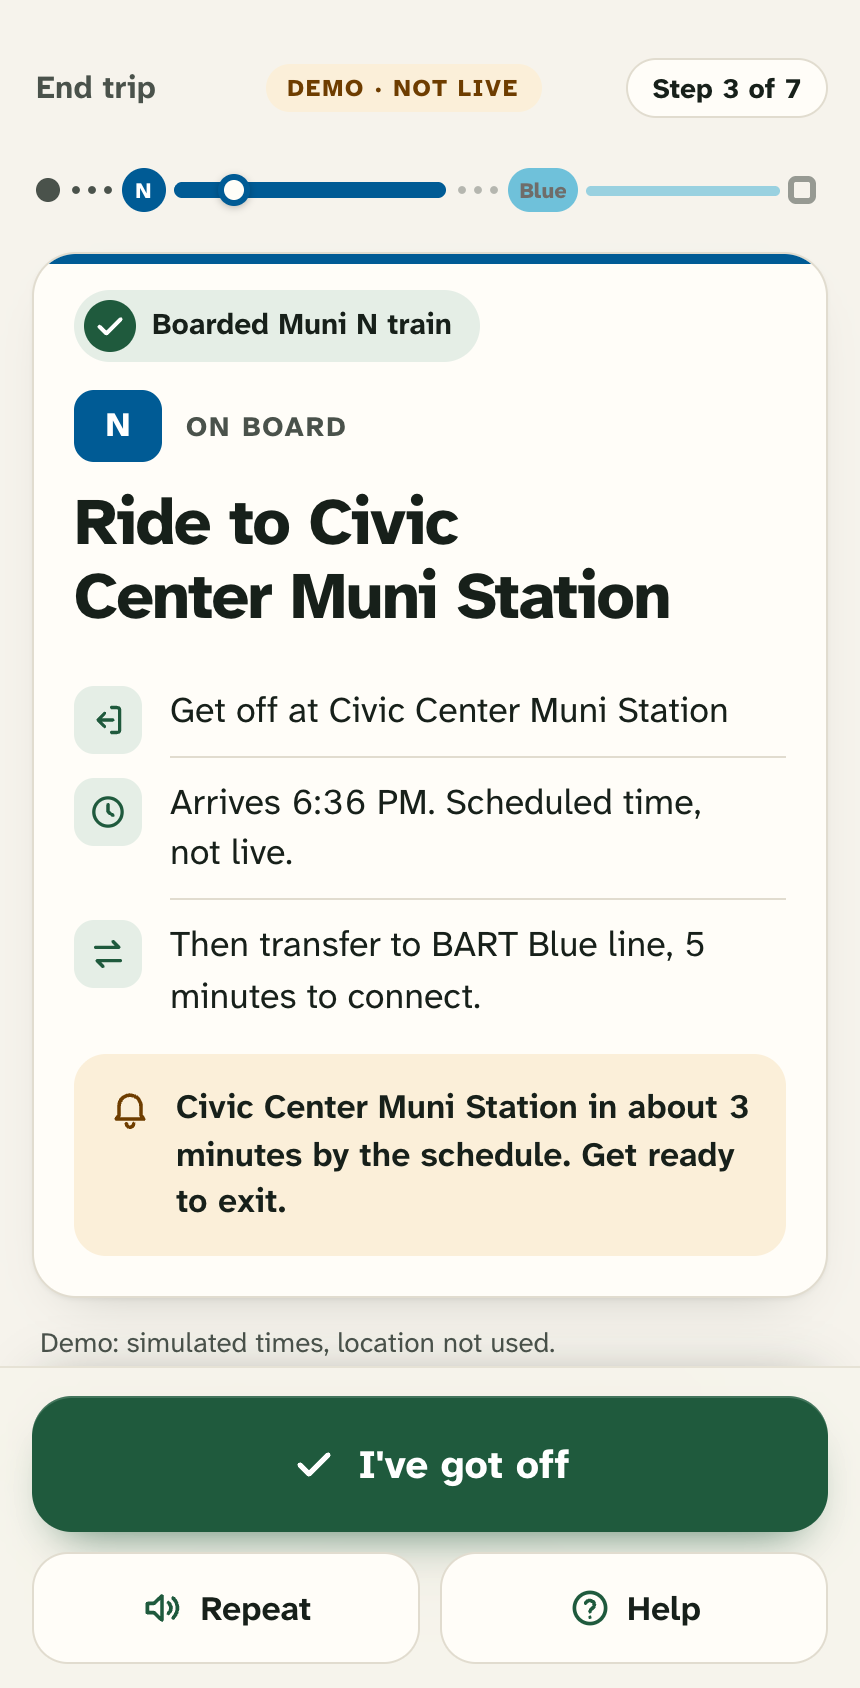 End trip
DEMO · NOT LIVE
Step 3 of 7
N
Blue
Boarded Muni N train
N
ON BOARD
Ride to Civic
Center Muni Station
Get off at Civic Center Muni Station
Arrives 6:36 PM. Scheduled time,
not live.
Then transfer to BART Blue line, 5
minutes to connect.
Civic Center Muni Station in about 3
minutes by the schedule. Get ready
to exit.
Demo: simulated times, location not used.
I've got off
Repeat
Help